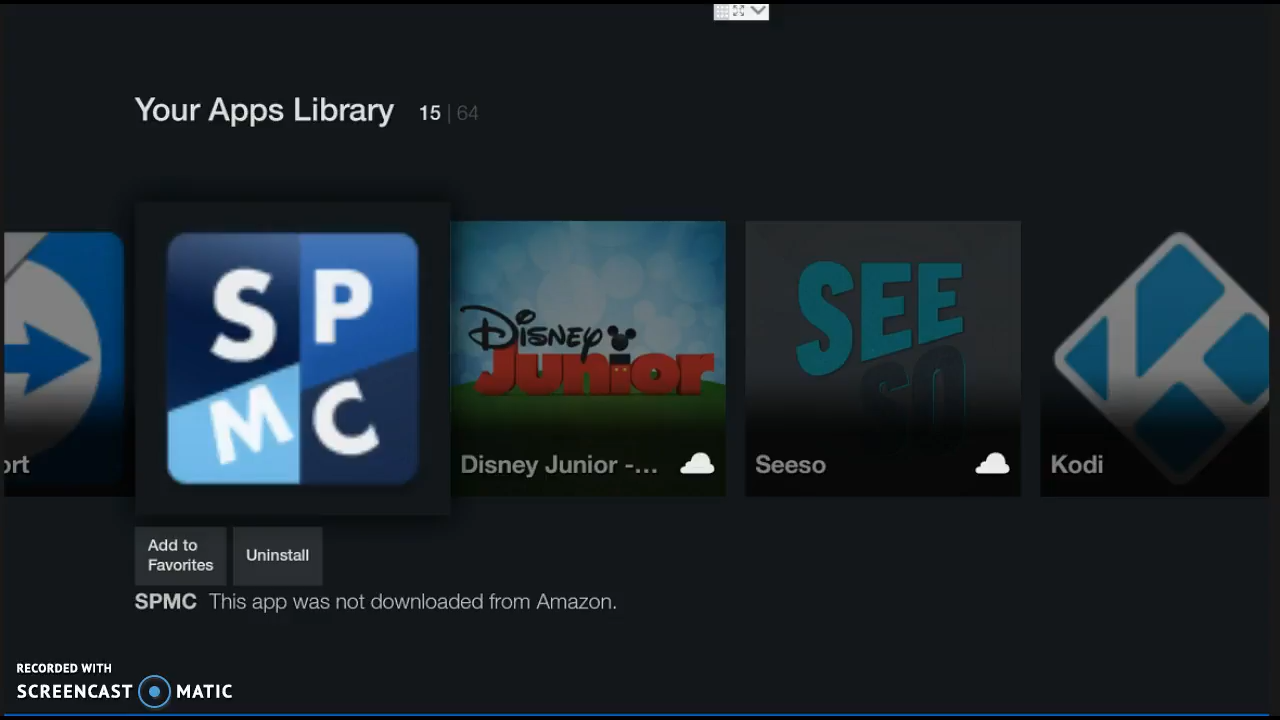 Your Apps Library 15 | 64
S P
M C
Disney
Junior
SEE
SO
K
ort
Disney Junior -...
Seeso
Kodi
Add to
Favorites
Uninstall
SPMC This app was not downloaded from Amazon.
RECORDED WITH
SCREENCAST MATIC